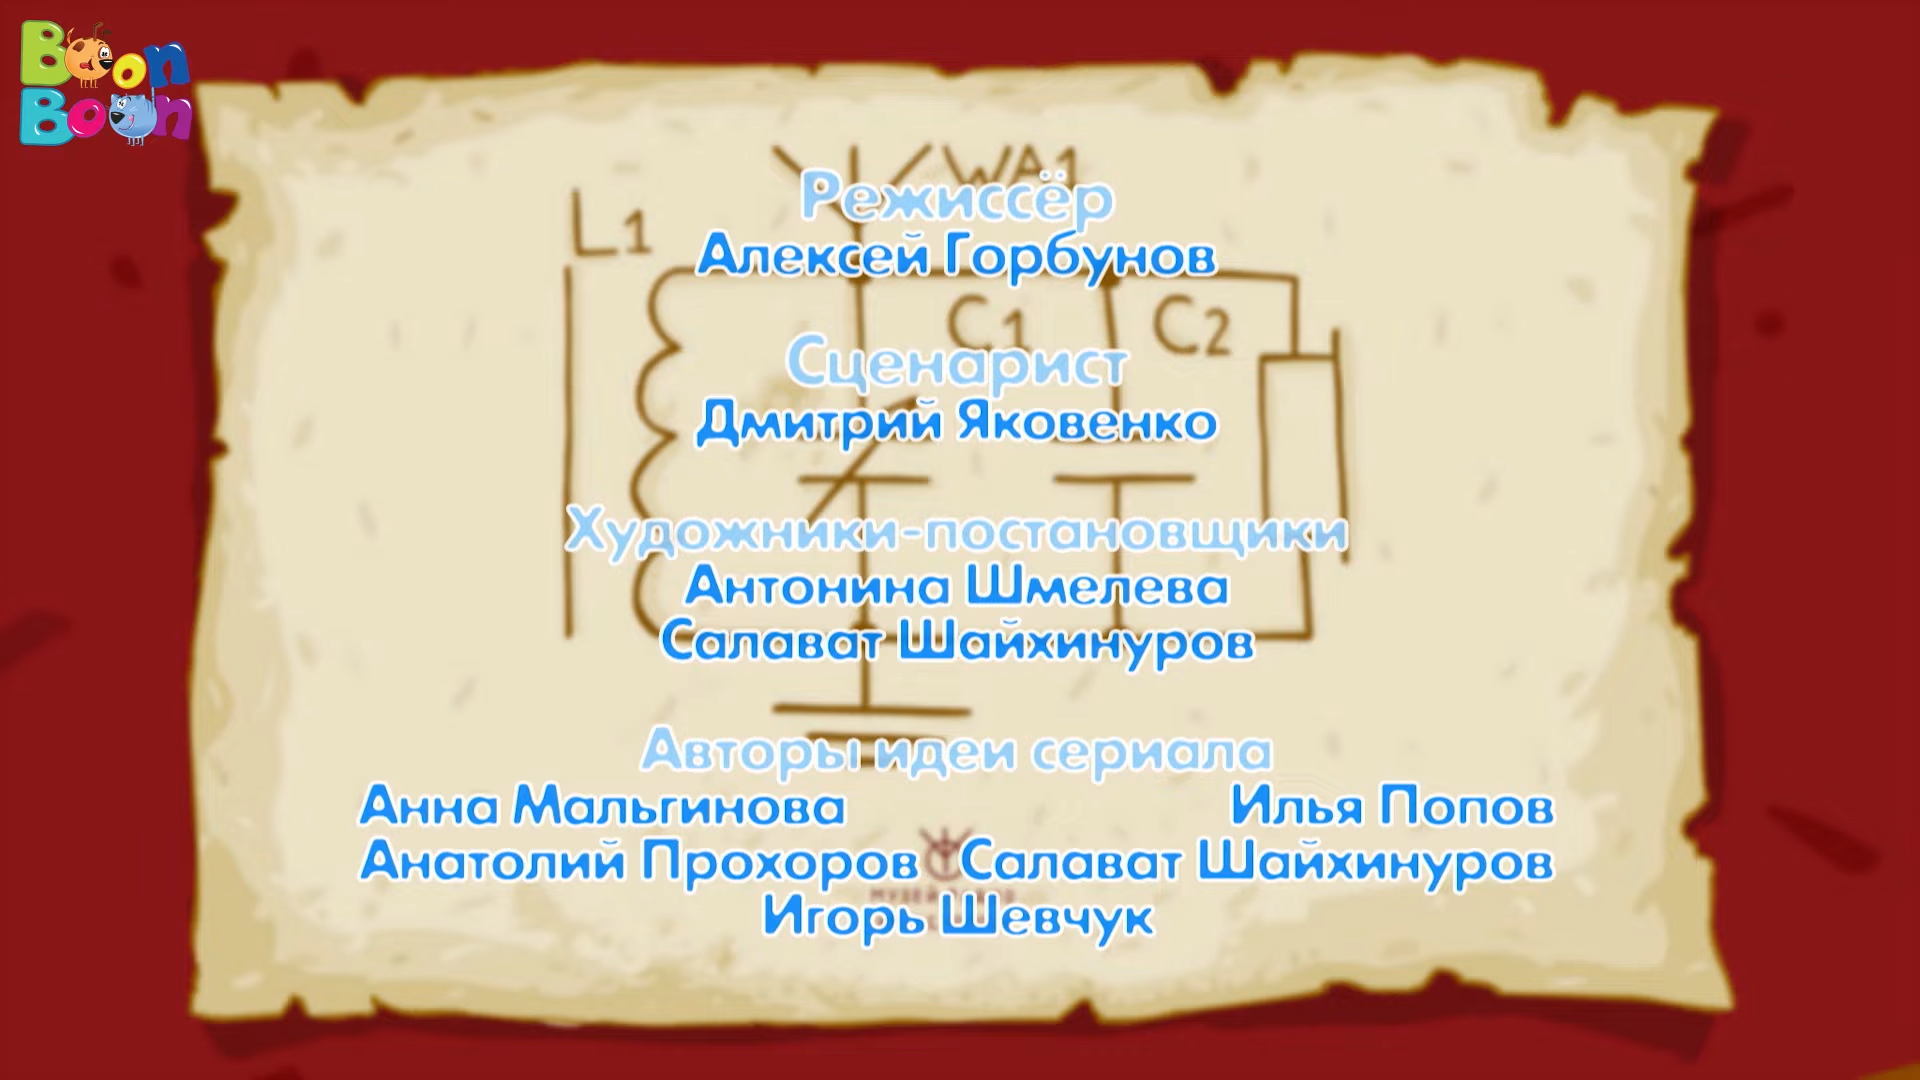 Boon
Boon
WA1
L1
C1
C2
Режиссёр
Алексей Горбунов
Сценарист
Дмитрий Яковенко
Художники-постановщики
Антонина Шмелева
Салават Шайхинуров
Авторы идеи сериала
Анна Мальгинова Илья Попов
Анатолий Прохоров Салават Шайхинуров
Игорь Шевчук